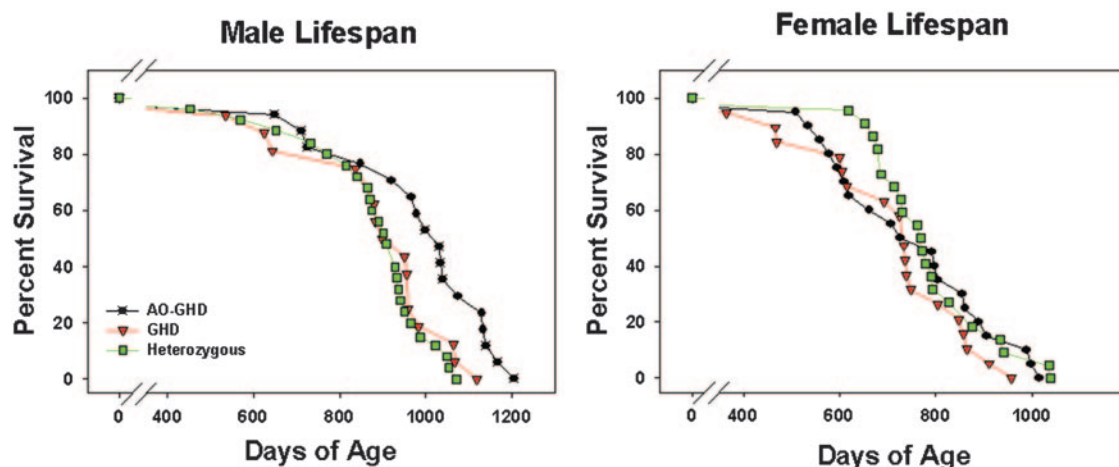 Male Lifespan
Female Lifespan
Percent Survival
100
80
60
40
20
0
AO-GHD
GHD
Heterozygous
0 400 600 800 1000 1200
Days of Age
Percent Survival
100
80
60
40
20
0
0 400 600 800 1000
Days of Age